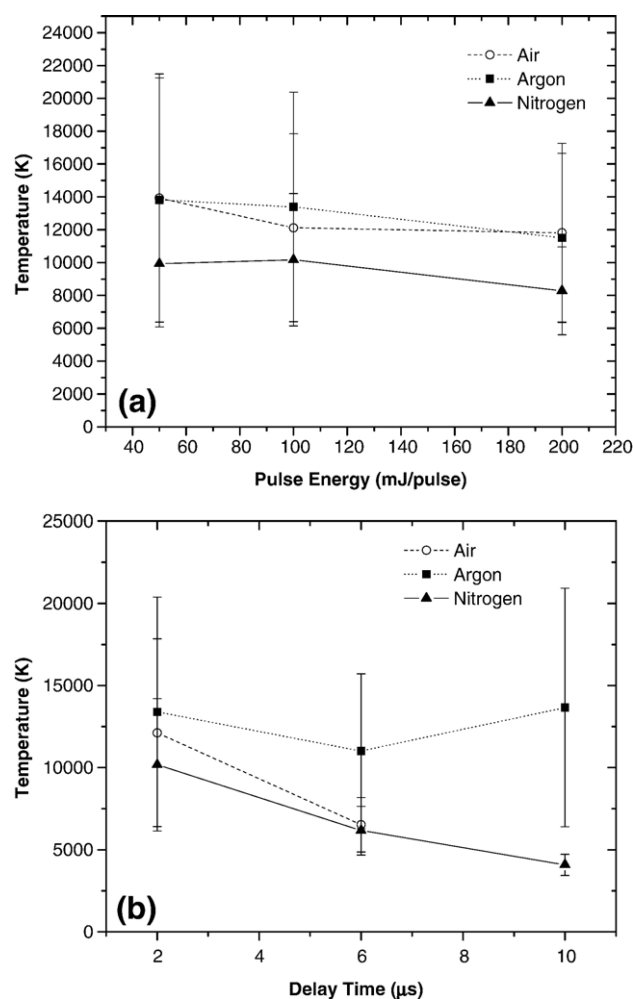 24000
22000
20000
18000
16000
14000
12000
10000
8000
6000
4000
2000
0
Temperature (K)
Air
Argon
Nitrogen
(a)
40 60 80 100 120 140 160 180 200 220
Pulse Energy (mJ/pulse)
25000
20000
15000
10000
5000
0
Temperature (K)
Air
Argon
Nitrogen
(b)
2 4 6 8 10
Delay Time (μs)